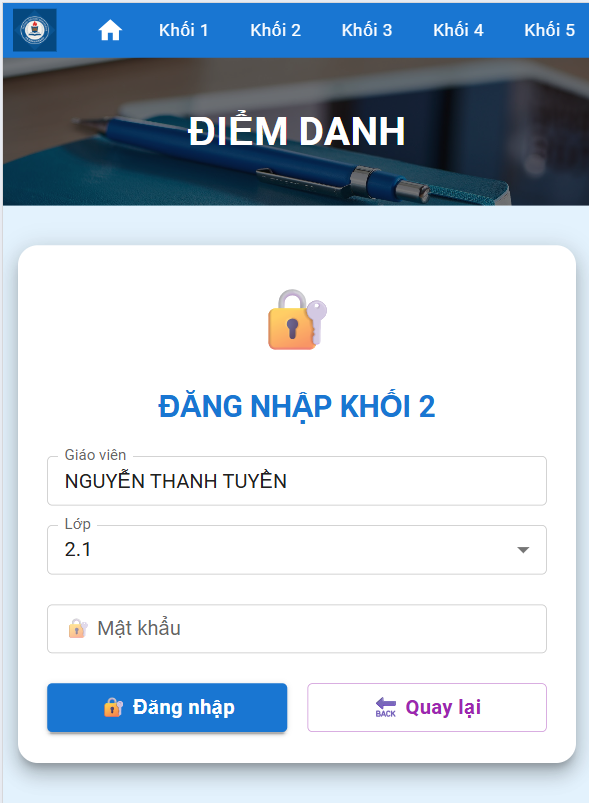 Khối 1 Khối 2 Khối 3 Khối 4 Khối 5
ĐIỂM DANH
ĐĂNG NHẬP KHỐI 2
Giáo viên
NGUYỄN THANH TUYỀN
Lớp
2.1
Mật khẩu
Đăng nhập
BACK Quay lại